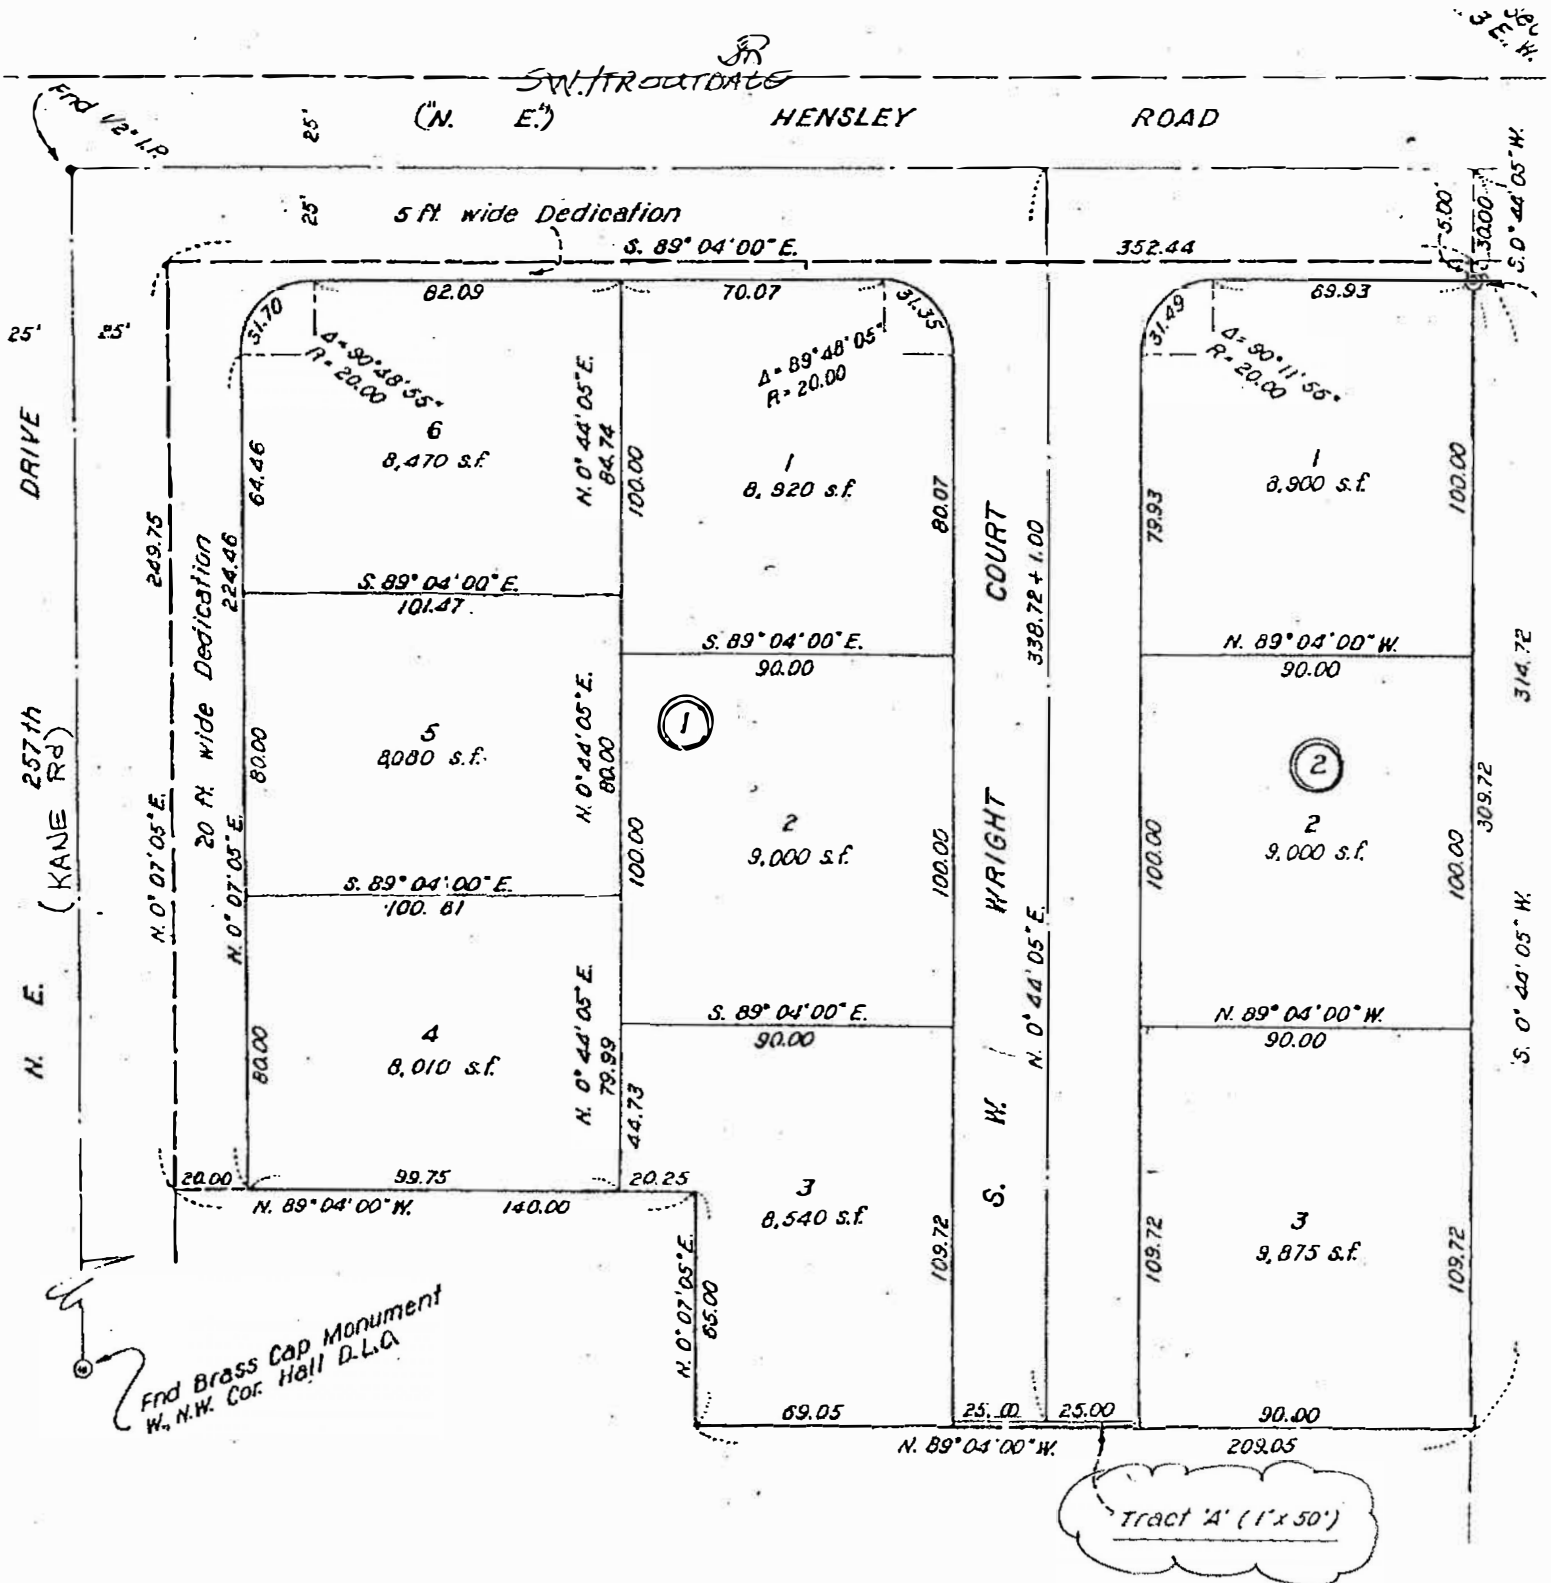 3 E., W.
SW. TROUTDALE
("N. E.") HENSLEY ROAD
Fnd 1/2" I.P.
25'
25'
5 ft. wide Dedication
S. 89° 04' 00" E.
352.44
5.00'
30.00
S. 0° 44' 05" W.
82.09
70.07
69.93
31.70
31.35
31.49
25'
25'
Δ= 90° 48' 55"
R= 20.00
Δ= 89° 48' 05"
R= 20.00
Δ= 90° 11' 55"
R= 20.00
N. 0° 44' 05" E.
84.74
6
8,470 s.f.
1
8,920 s.f.
1
8,900 s.f.
64.46
100.00
80.07
79.93
100.00
N. E. 257th DRIVE
(KANE Rd)
249.75
N. 0° 07' 05" E.
20 ft. wide Dedication
224.46
N. 0° 07' 05" E.
S. W. WRIGHT COURT
338.72 + 1.00
N. 0° 44' 05" E.
S. 89° 04' 00" E.
101.47
S. 89° 04' 00" E.
90.00
N. 89° 04' 00" W.
90.00
314.72
S. 0° 44' 05" W.
309.72
1
2
5
8,080 s.f.
80.00
N. 0° 44' 05" E.
80.00
2
9,000 s.f.
100.00
100.00
2
9,000 s.f.
100.00
100.00
S. 89° 04' 00" E.
100.81
S. 89° 04' 00" E.
90.00
N. 89° 04' 00" W.
90.00
4
8,010 s.f.
80.00
N. 0° 44' 05" E.
79.99
44.73
20.00
99.75
20.25
N. 89° 04' 00" W.
140.00
3
8,540 s.f.
109.72
3
9,875 s.f.
109.72
109.72
N. 0° 07' 05" E.
65.00
69.05
25.00
25.00
90.00
N. 89° 04' 00" W.
209.05
Fnd Brass Cap Monument
W., N.W. Cor. Hall D.L.C.
Tract 'A' (1' x 50')